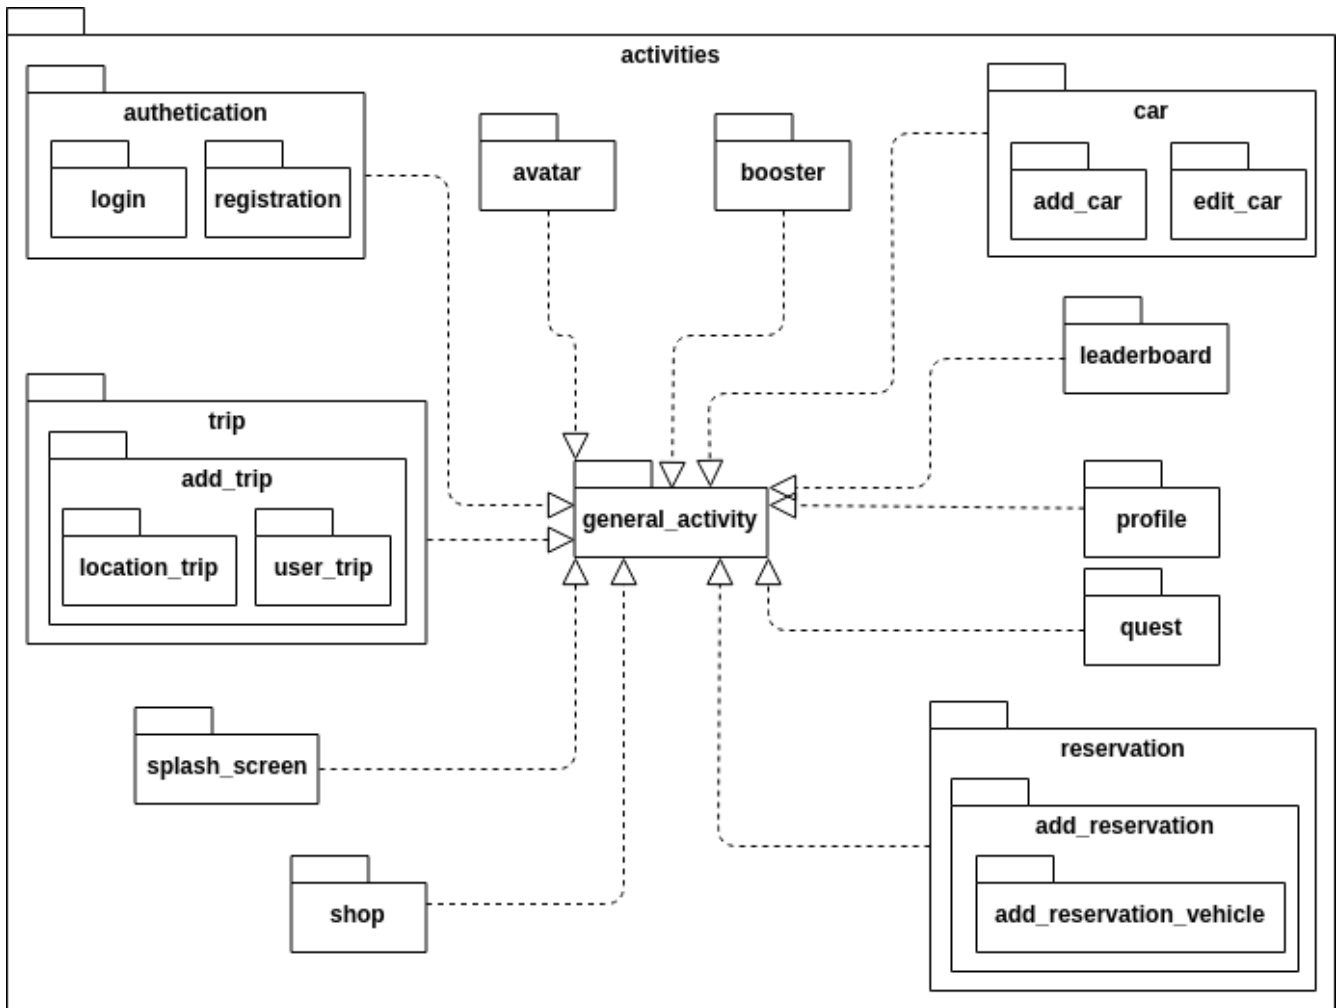 activities
authetication
login
registration
avatar
booster
car
add_car
edit_car
leaderboard
trip
add_trip
location_trip
user_trip
general_activity
profile
quest
splash_screen
shop
reservation
add_reservation
add_reservation_vehicle